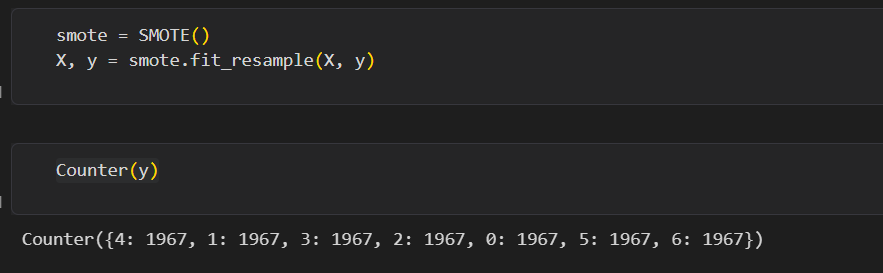 smote = SMOTE()
X, y = smote.fit_resample(X, y)
Counter(y)
Counter({4: 1967, 1: 1967, 3: 1967, 2: 1967, 0: 1967, 5: 1967, 6: 1967})